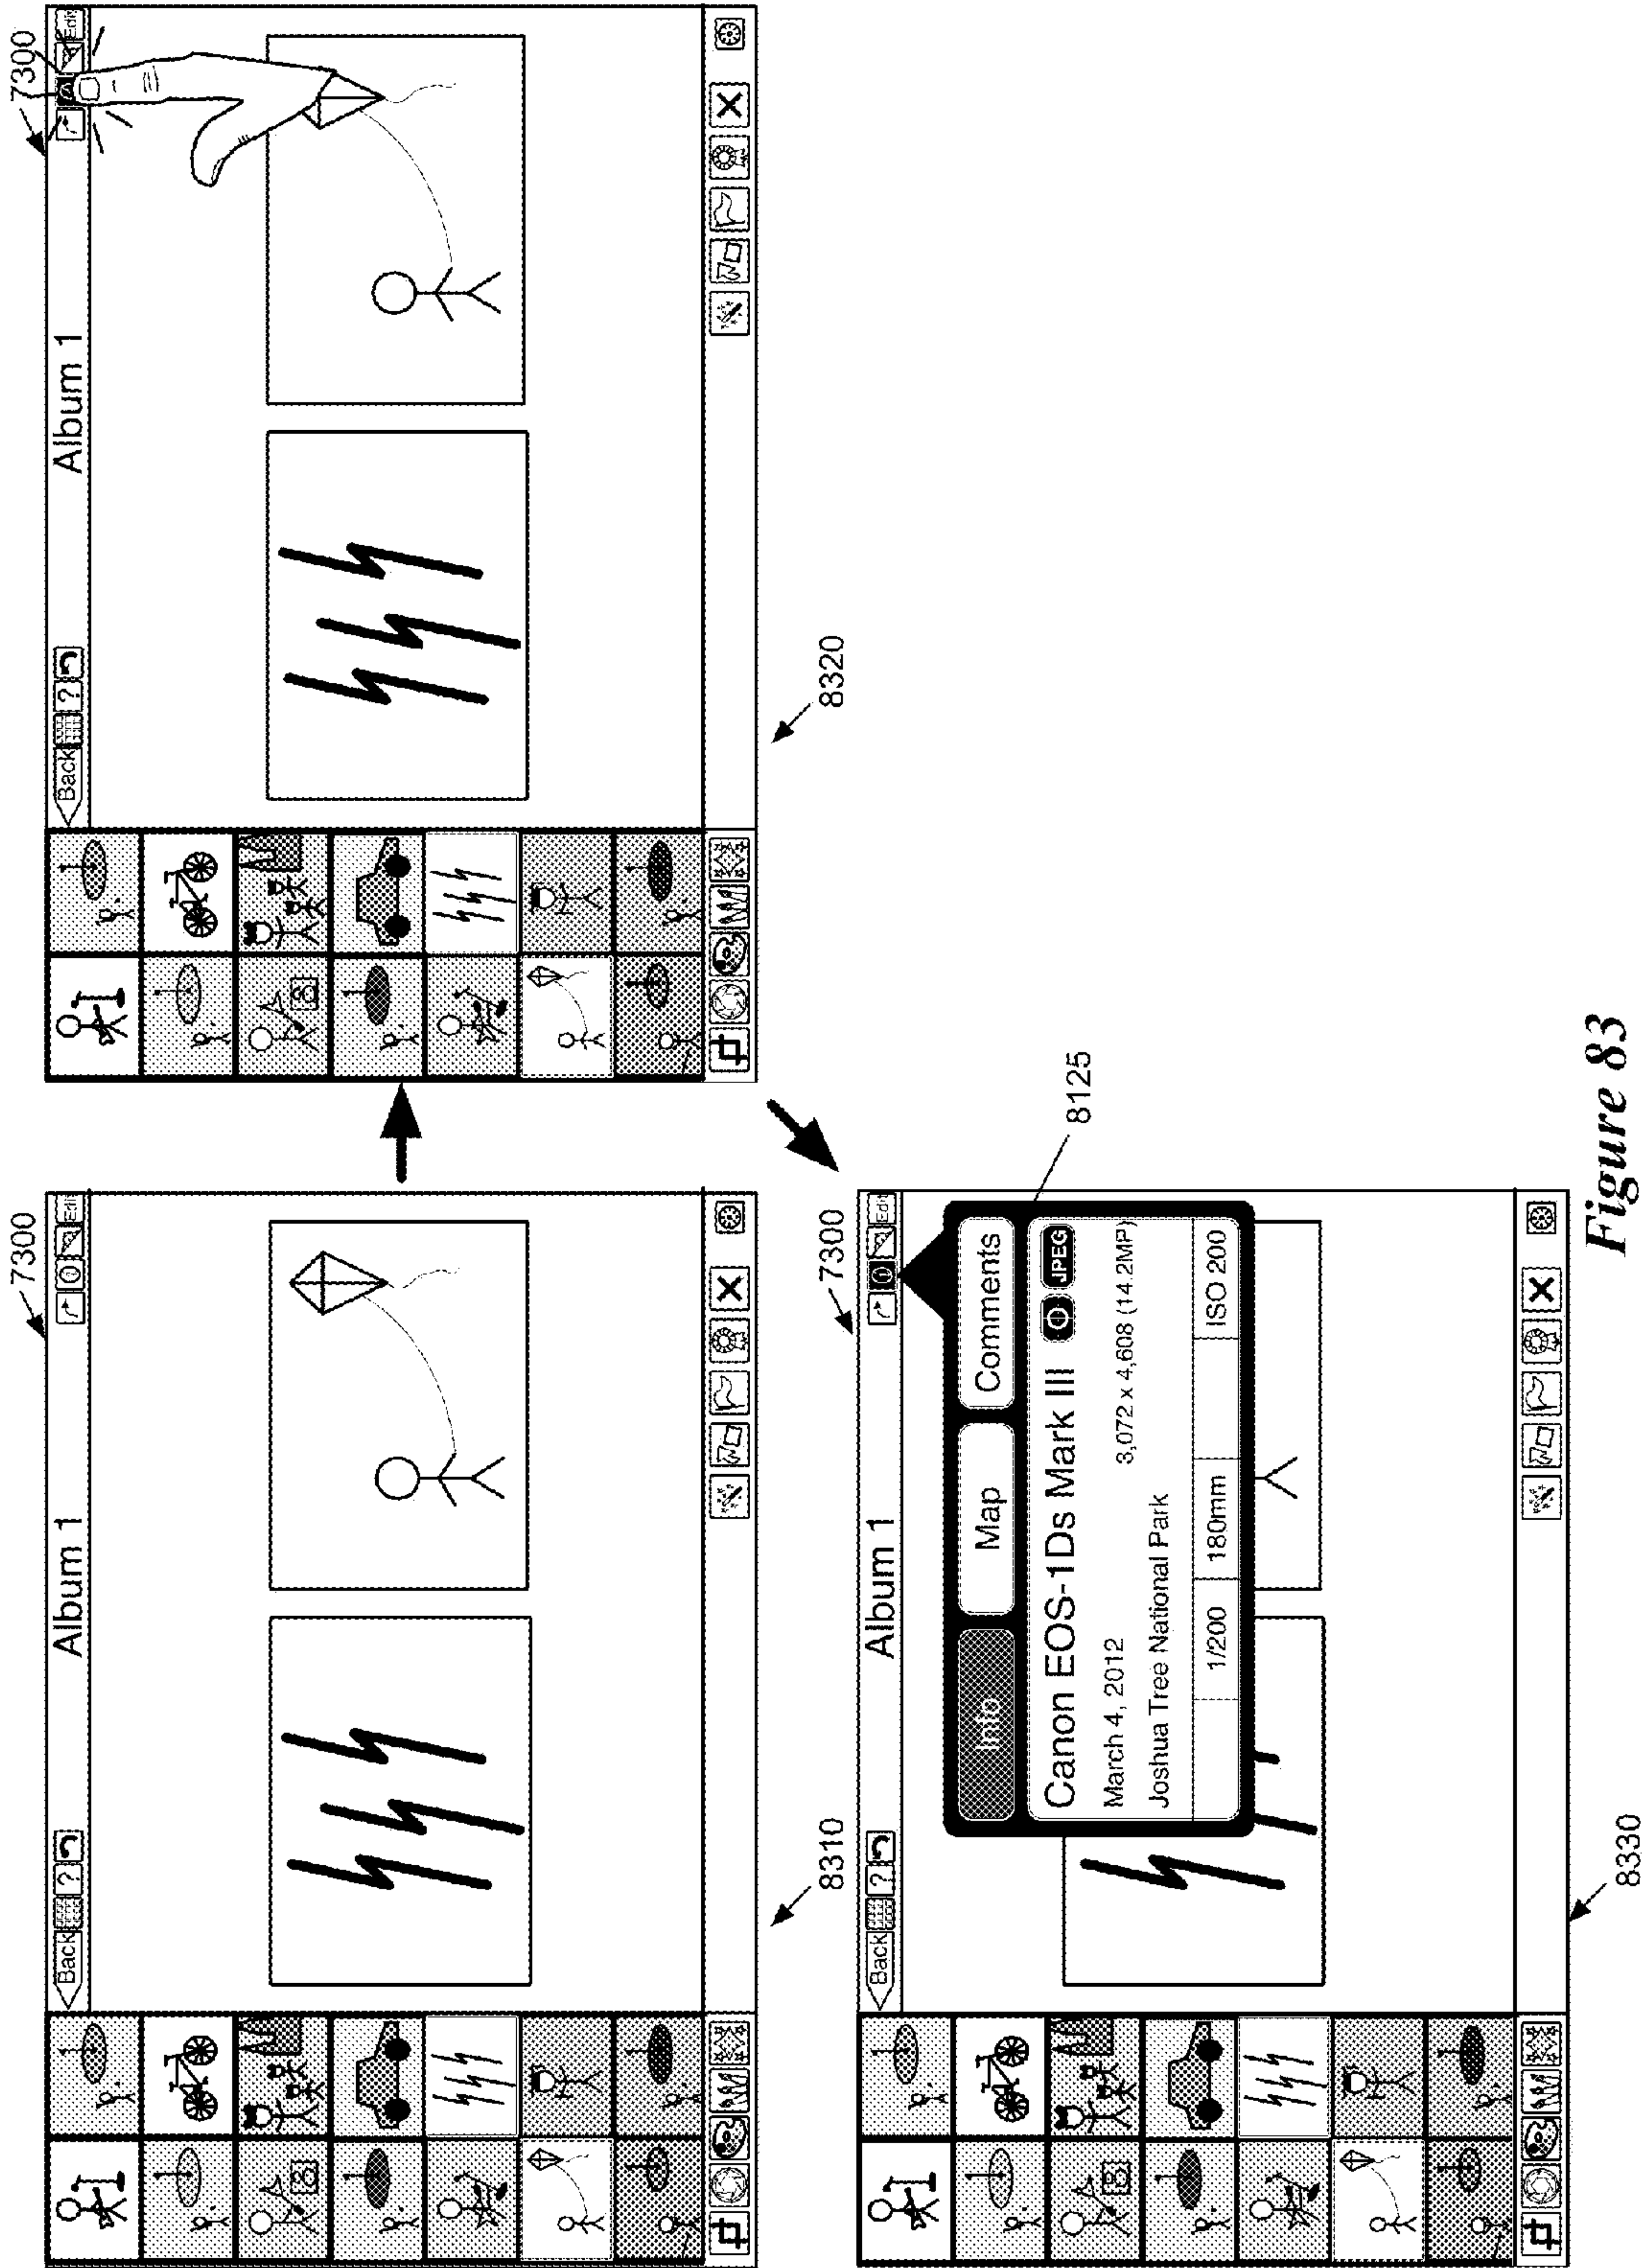 7300
Back ? Album 1 Edit
8310
7300
Back ? Album 1 Edit
8320
7300
Back ? Album 1 Edit
Info Map Comments
Canon EOS-1Ds Mark III JPEG
March 4, 2012 3,072 x 4,608 (14.2MP)
Joshua Tree National Park
1/200 180mm ISO 200
8125
8330
Figure 83